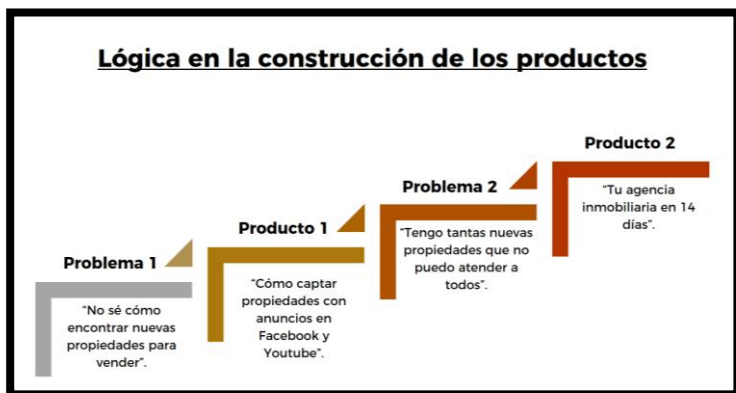 Lógica en la construcción de los productos
Problema 1
“No sé cómo
encontrar nuevas
propiedades para
vender”.
Producto 1
“Cómo captar
propiedades con
anuncios en
Facebook y
Youtube”.
Problema 2
“Tengo tantas nuevas
propiedades que no
puedo atender a
todos”.
Producto 2
“Tu agencia
inmobiliaria en 14
días”.